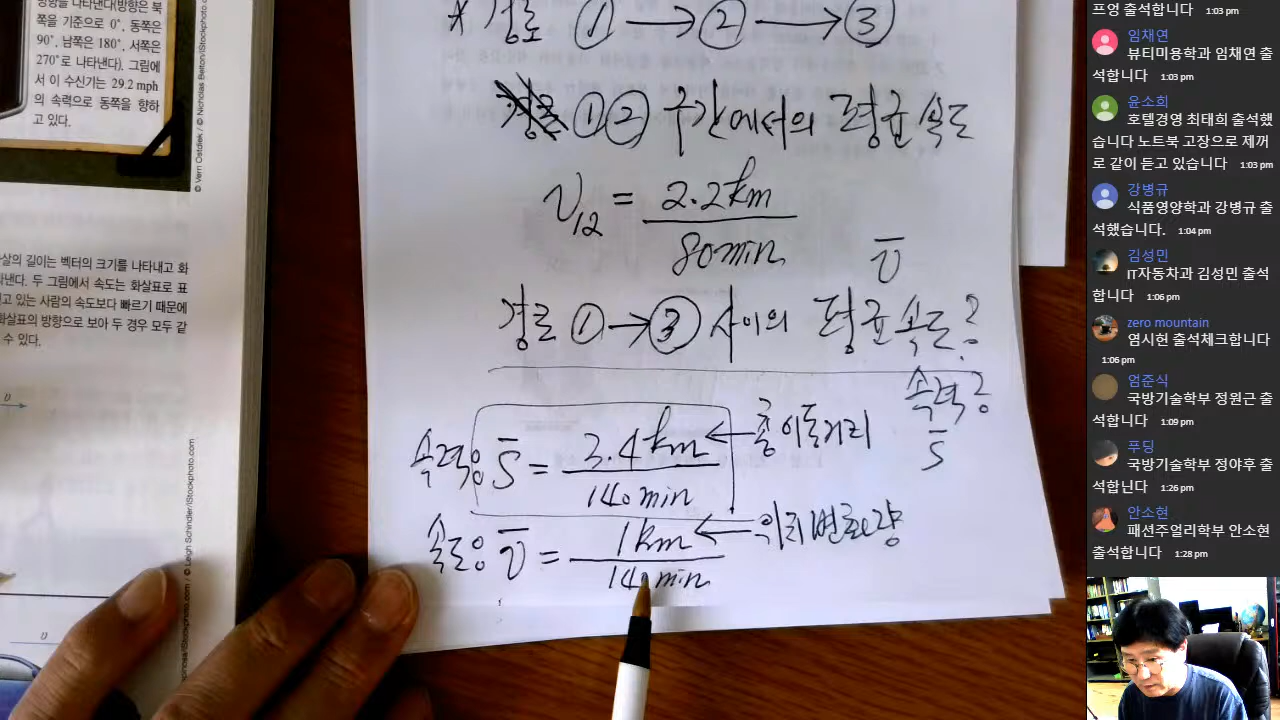 방향을 나타낸다(방향은 북
쪽을 기준으로 0°, 동쪽은
90°, 남쪽은 180°, 서쪽은
270°로 나타낸다). 그림에
서 이 수신기는 29.2 mph
의 속력으로 동쪽을 향하
고 있다.
© Vern Ostdiek / © Nicholas Belton/iStockphoto.com
살의 길이는 벡터의 크기를 나타내고 화
낸다. 두 그림에서 속도는 화살표로 표
고 있는 사람의 속도보다 빠르기 때문에
화살표의 방향으로 보아 두 경우 모두 같
수 있다.
υ
© Leigh Schindler/iStockphoto.com
υ
* 경로 ① → ② → ③
①② 구간에서의 평균속도
v12 = 2.2km
80min
v̄
경로 ①→③ 사이의 평균속도?
속력?
s̄
속력: s̄ = 3.4km ← 총 이동거리
140min
속도: v̄ = 1km ← 위치변화량
140min
프엉 출석합니다 1:03 pm
임채연
뷰티미용학과 임채연 출
석합니다 1:03 pm
윤소희
호텔경영 최태희 출석했
습니다 노트북 고장으로 제꺼
로 같이 듣고 있습니다 1:03 pm
강병규
식품영양학과 강병규 출
석했습니다. 1:04 pm
김성민
IT자동차과 김성민 출석
합니다 1:06 pm
zero mountain
염시헌 출석체크합니다
1:06 pm
엄준식
국방기술학부 정원근 출석
합니다 1:09 pm
푸딩
국방기술학부 정야후 출
석합닌다 1:26 pm
안소현
패션주얼리학부 안소현
출석합니다 1:28 pm